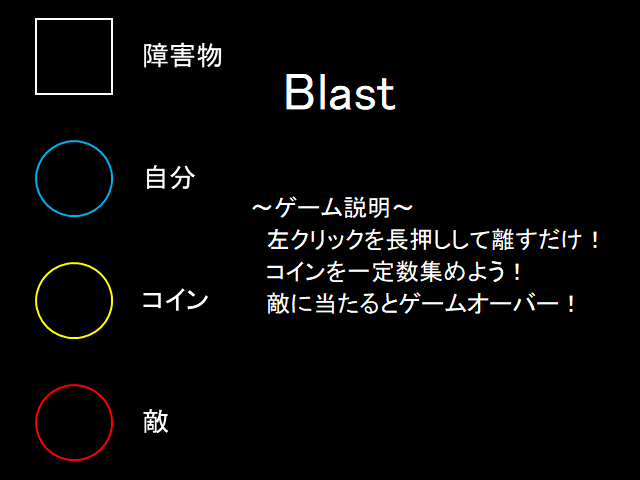 障害物
Blast
自分
～ゲーム説明～
左クリックを長押しして離すだけ！
コインを一定数集めよう！
敵に当たるとゲームオーバー！
コイン
敵